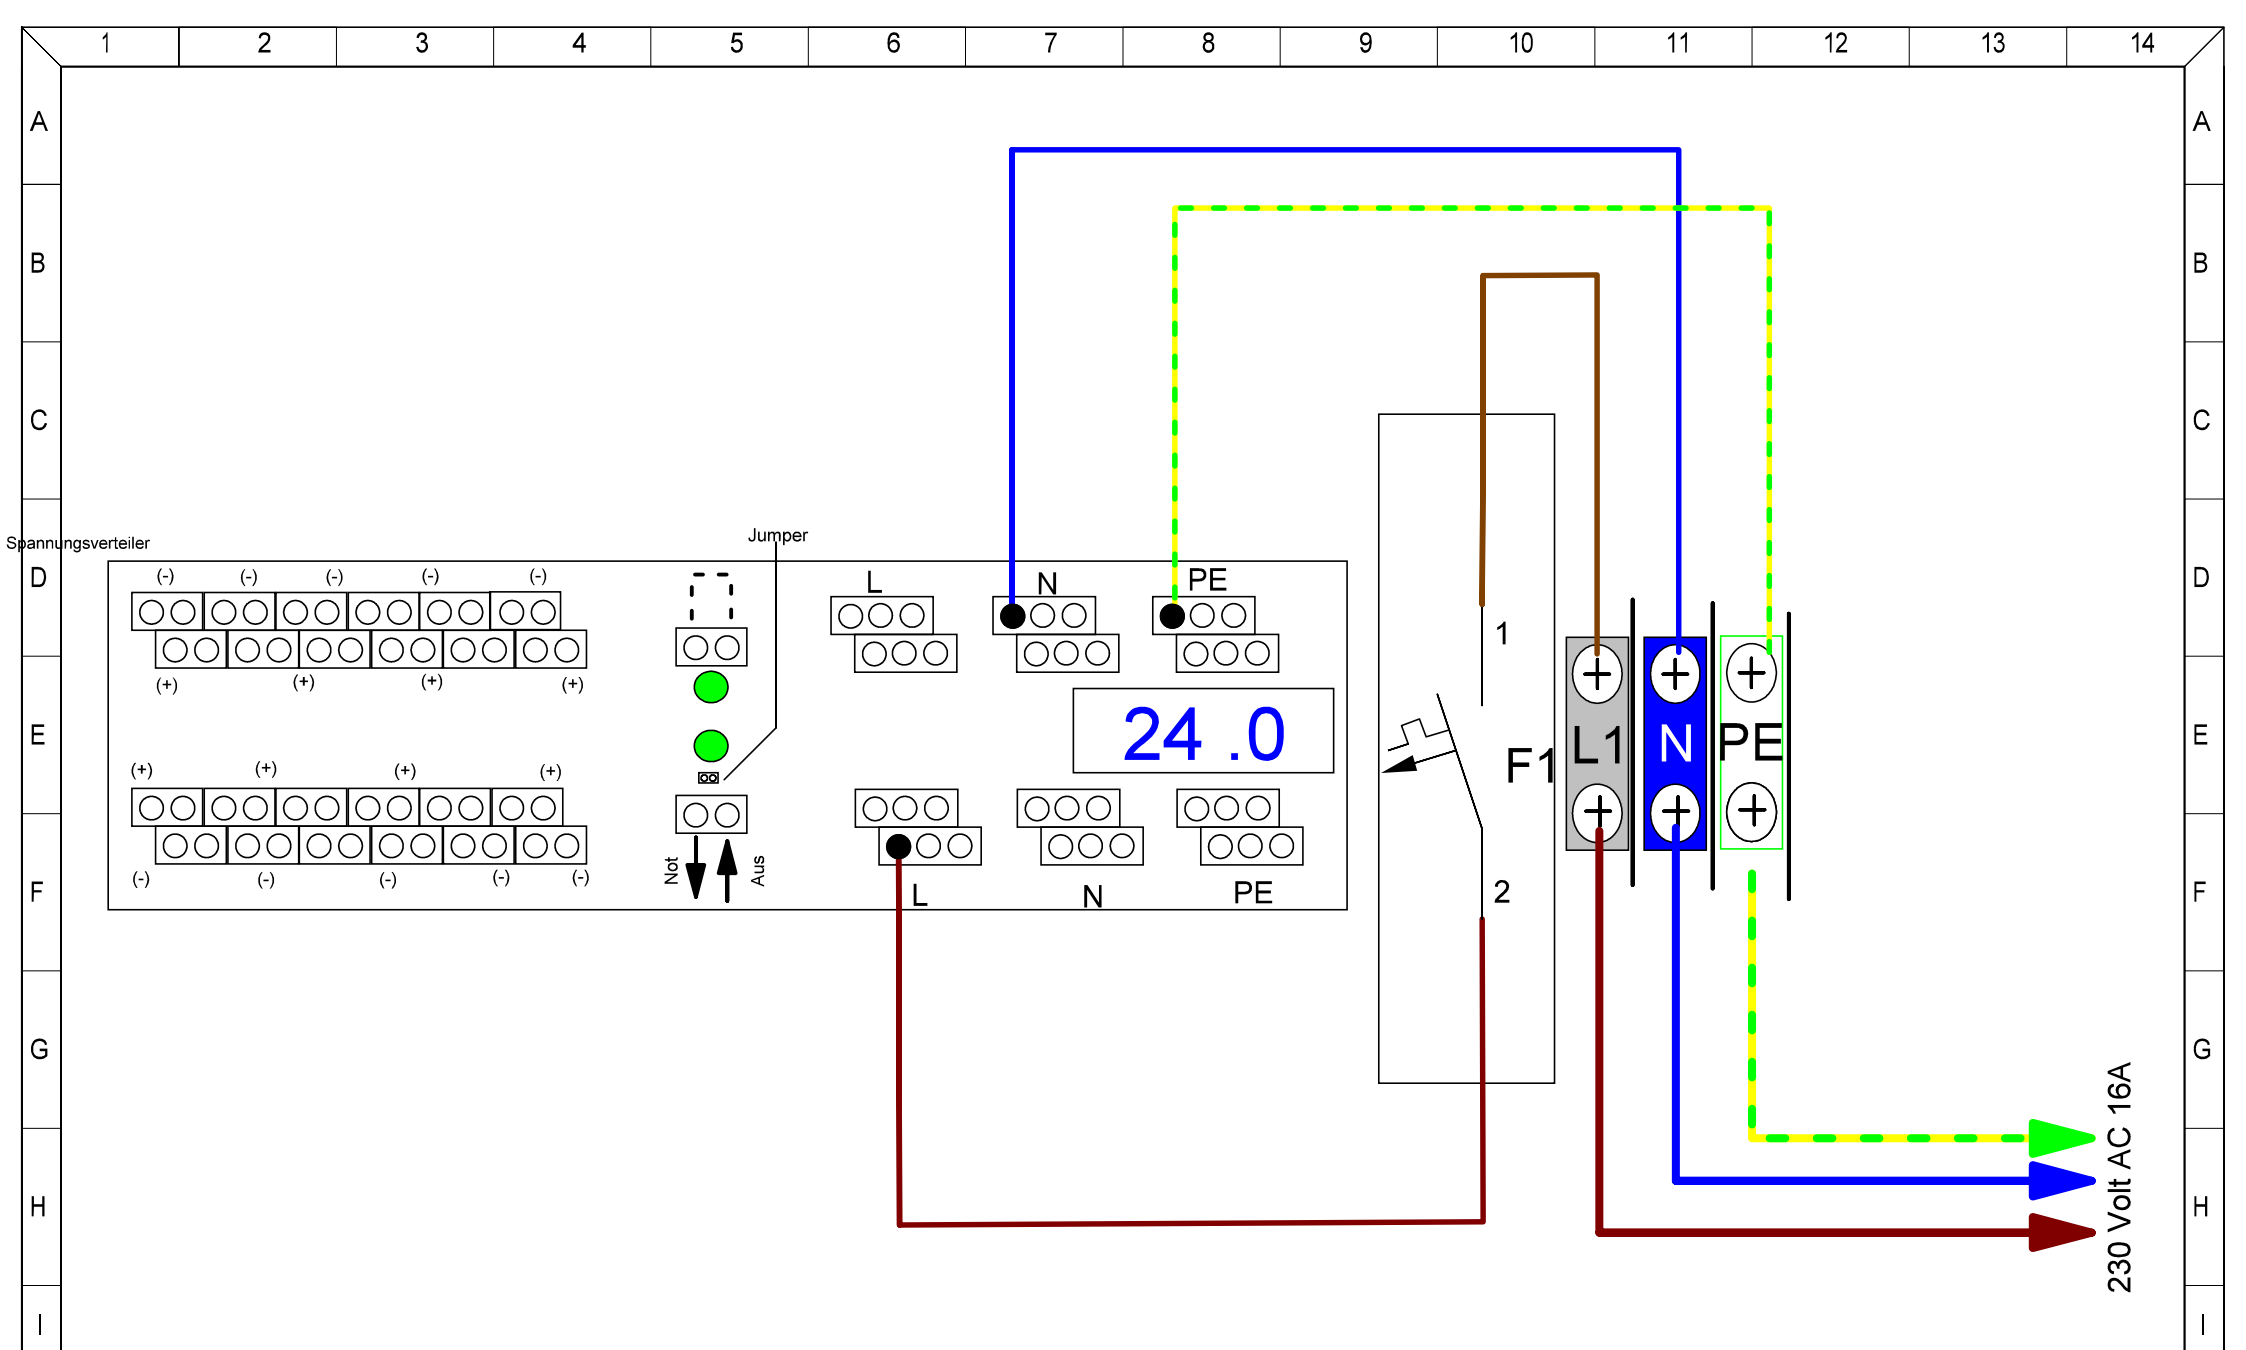 1 2 3 4 5 6 7 8 9 10 11 12 13 14
A A
B B
C C
Spannungsverteiler
Jumper
D D
(-) (-) (-) (-) (-)
L N PE
1
(+) (+) (+) (+)
E E
24 .0
F1 L1 N PE
(+) (+) (+) (+)
Not Aus
(-) (-) (-) (-) (-)
L N PE
2
F F
G G
230 Volt AC 16A
H H
I I